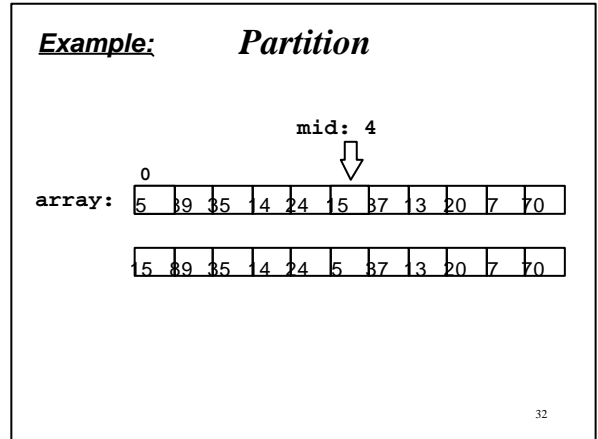 Example: Partition
mid: 4
0
array: 5 89 35 14 24 15 37 13 20 7 70
15 89 35 14 24 5 37 13 20 7 70
32